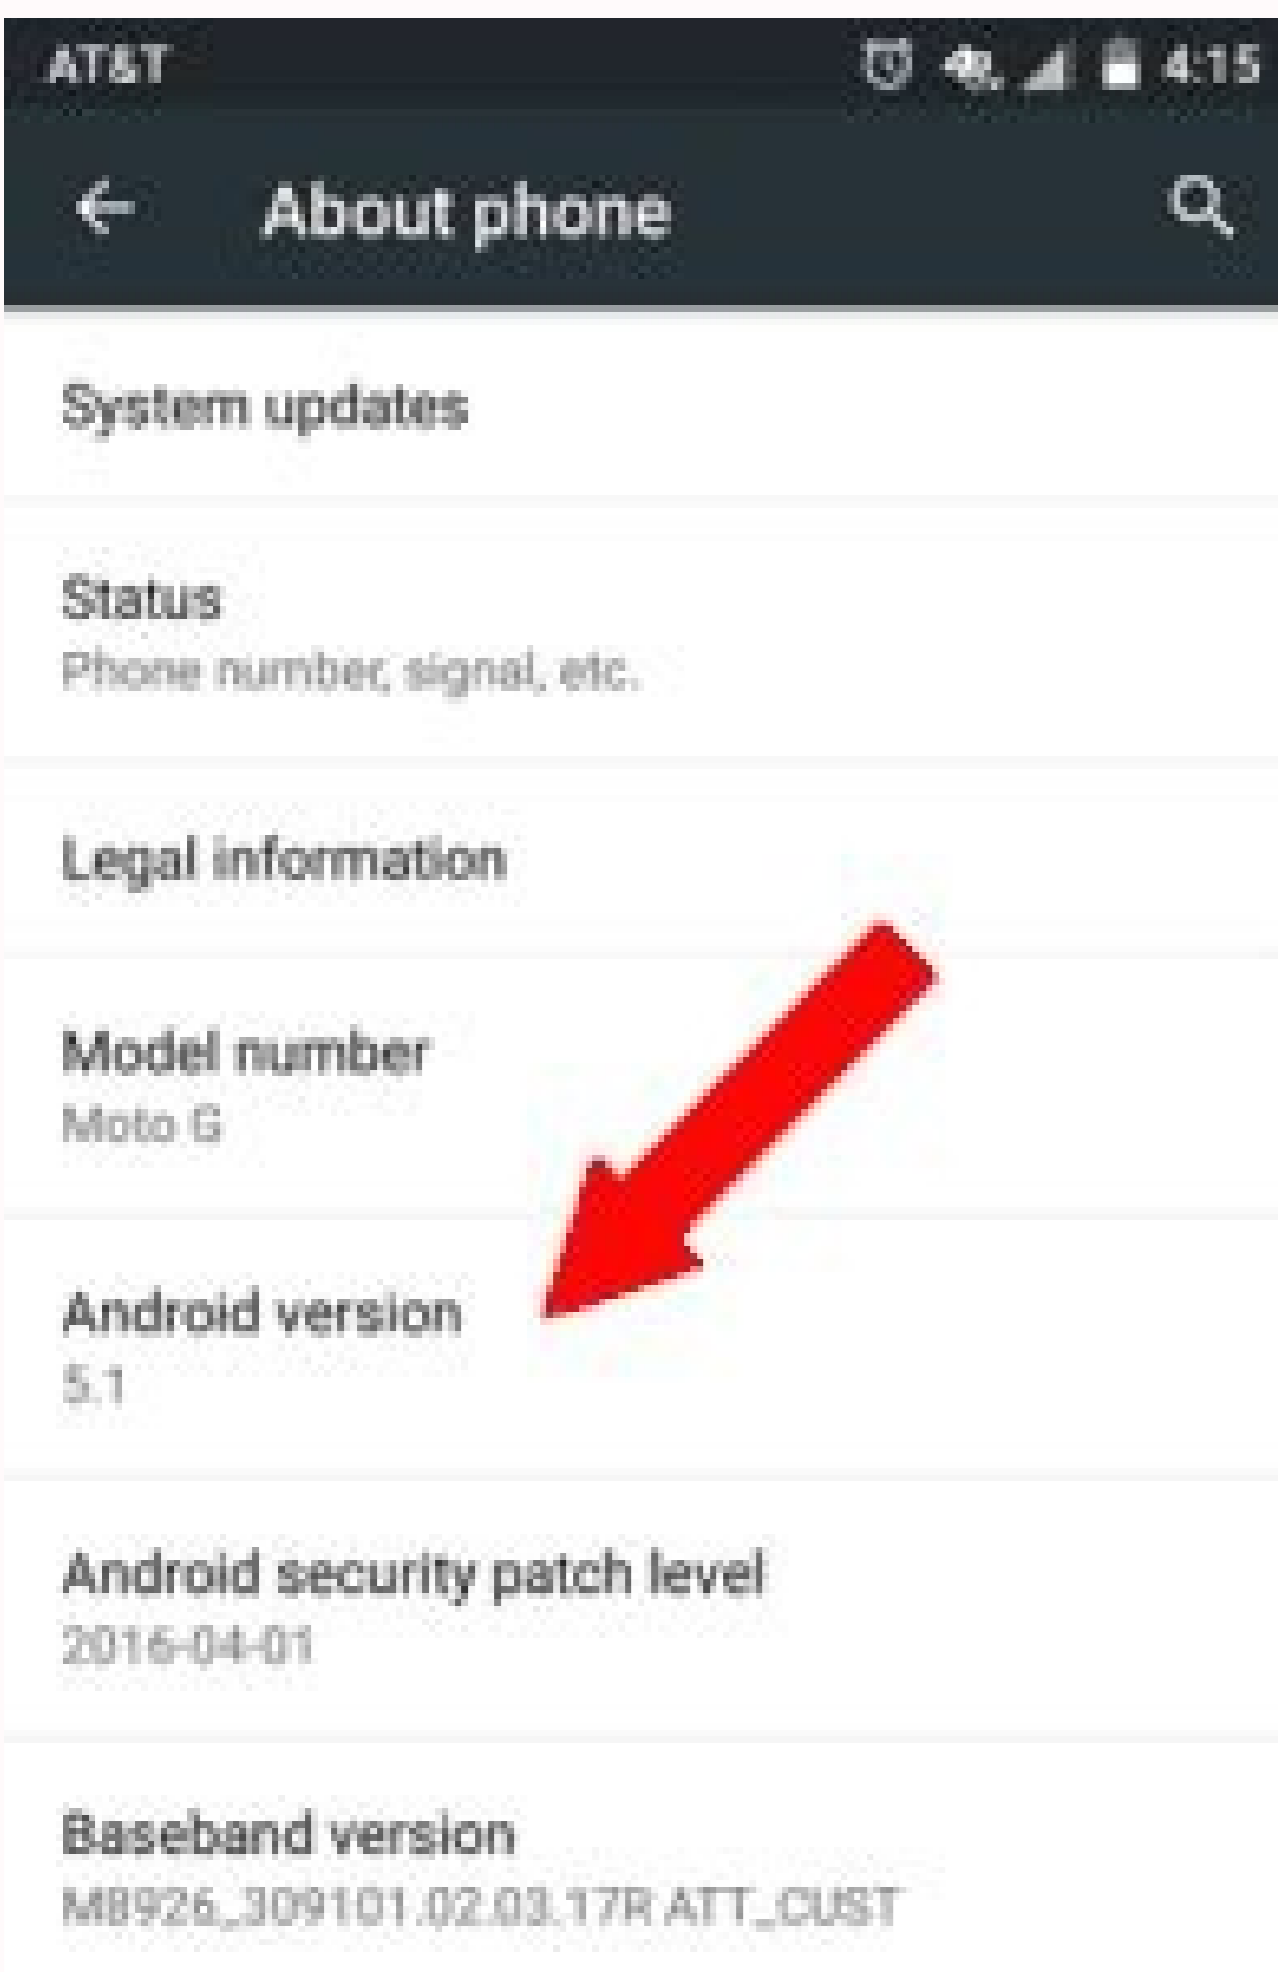 AT&T 4:15
About phone
System updates
Status
Phone number, signal, etc.
Legal information
Model number
Moto G
Android version
5.1
Android security patch level
2016-04-01
Baseband version
M8926_309101.02.03.17R ATT_CUST